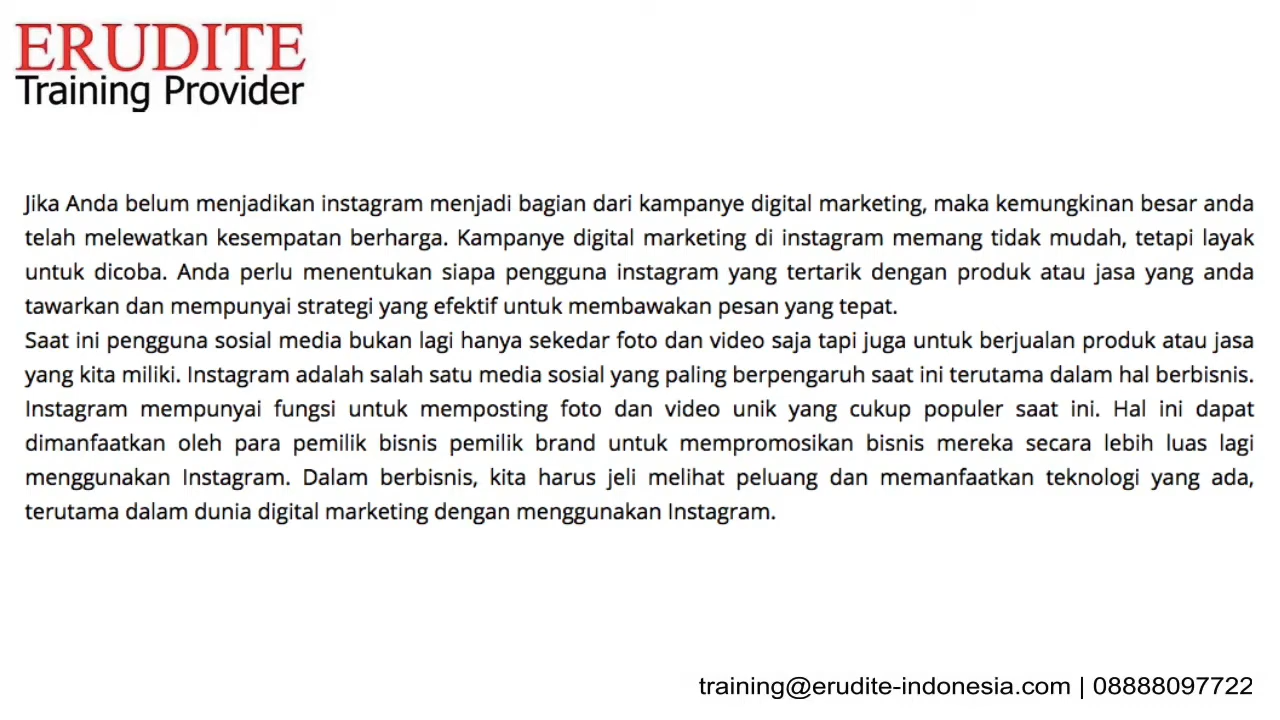 ERUDITE
Training Provider
Jika Anda belum menjadikan instagram menjadi bagian dari kampanye digital marketing, maka kemungkinan besar anda
telah melewatkan kesempatan berharga. Kampanye digital marketing di instagram memang tidak mudah, tetapi layak
untuk dicoba. Anda perlu menentukan siapa pengguna instagram yang tertarik dengan produk atau jasa yang anda
tawarkan dan mempunyai strategi yang efektif untuk membawakan pesan yang tepat.
Saat ini pengguna sosial media bukan lagi hanya sekedar foto dan video saja tapi juga untuk berjualan produk atau jasa
yang kita miliki. Instagram adalah salah satu media sosial yang paling berpengaruh saat ini terutama dalam hal berbisnis.
Instagram mempunyai fungsi untuk memposting foto dan video unik yang cukup populer saat ini. Hal ini dapat
dimanfaatkan oleh para pemilik bisnis pemilik brand untuk mempromosikan bisnis mereka secara lebih luas lagi
menggunakan Instagram. Dalam berbisnis, kita harus jeli melihat peluang dan memanfaatkan teknologi yang ada,
terutama dalam dunia digital marketing dengan menggunakan Instagram.
training@erudite-indonesia.com | 08888097722